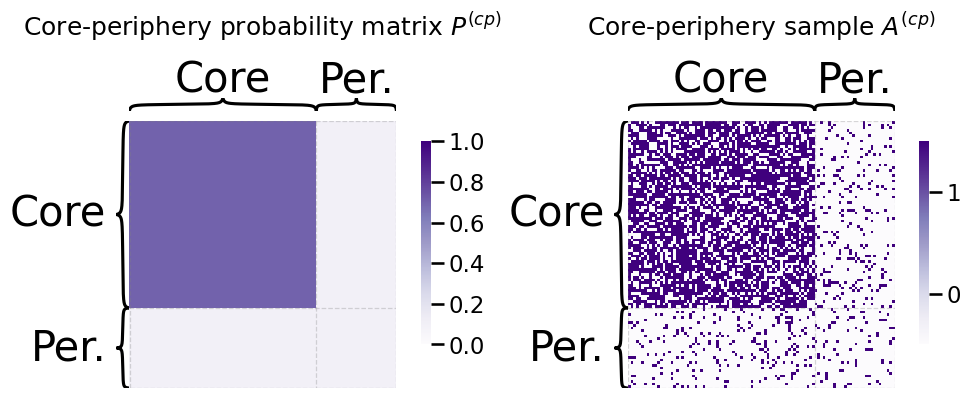 Core-periphery probability matrix P^(cp)
Core Per.
Core
Per.
1.0
0.8
0.6
0.4
0.2
0.0
Core-periphery sample A^(cp)
Core Per.
Core
Per.
1
0